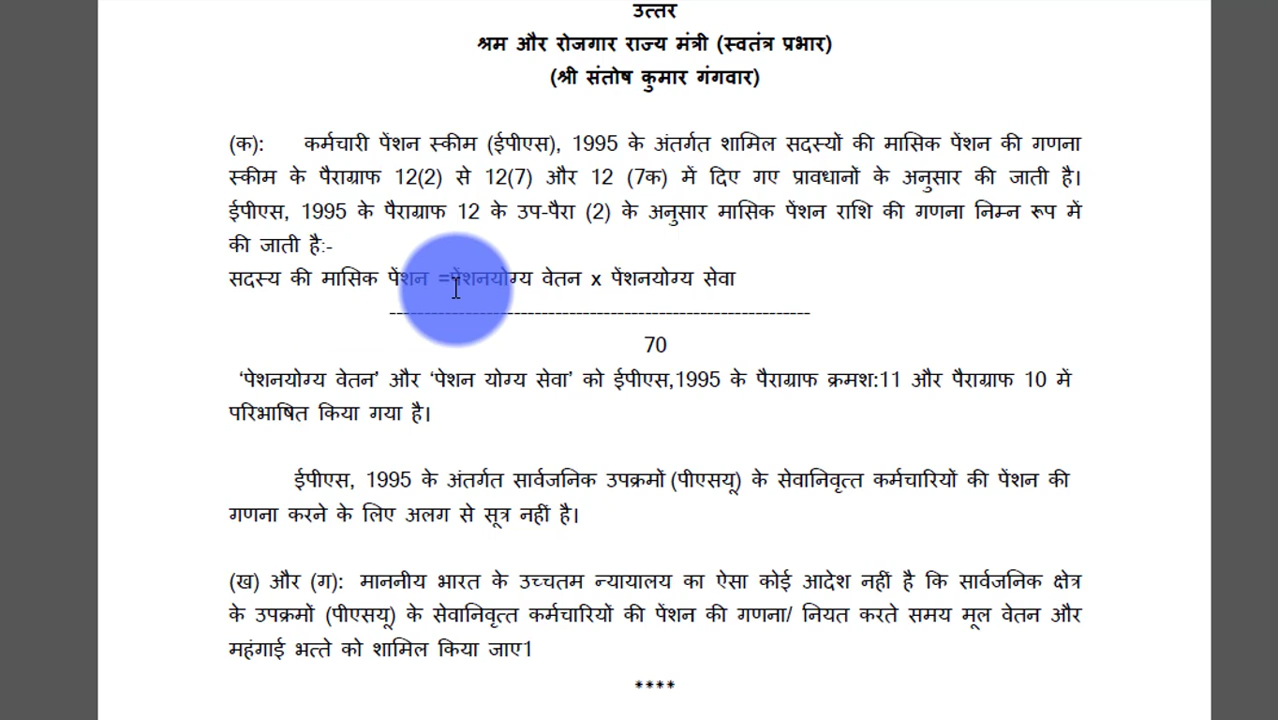 उत्तर
श्रम और रोजगार राज्य मंत्री (स्वतंत्र प्रभार)
(श्री संतोष कुमार गंगवार)
(क): कर्मचारी पेंशन स्कीम (ईपीएस), 1995 के अंतर्गत शामिल सदस्यों की मासिक पेंशन की गणना
स्कीम के पैराग्राफ 12(2) से 12(7) और 12 (7क) में दिए गए प्रावधानों के अनुसार की जाती है।
ईपीएस, 1995 के पैराग्राफ 12 के उप-पैरा (2) के अनुसार मासिक पेंशन राशि की गणना निम्न रूप में
की जाती है:-
सदस्य की मासिक पेंशन =पेंशनयोग्य वेतन x पेंशनयोग्य सेवा
------------------------------------------------------------
70
‘पेशनयोग्य वेतन’ और ‘पेशन योग्य सेवा’ को ईपीएस,1995 के पैराग्राफ क्रमश:11 और पैराग्राफ 10 में
परिभाषित किया गया है।
ईपीएस, 1995 के अंतर्गत सार्वजनिक उपक्रमों (पीएसयू) के सेवानिवृत्त कर्मचारियों की पेंशन की
गणना करने के लिए अलग से सूत्र नहीं है।
(ख) और (ग): माननीय भारत के उच्चतम न्यायालय का ऐसा कोई आदेश नहीं है कि सार्वजनिक क्षेत्र
के उपक्रमों (पीएसयू) के सेवानिवृत्त कर्मचारियों की पेंशन की गणना/ नियत करते समय मूल वेतन और
महंगाई भत्ते को शामिल किया जाए1
****